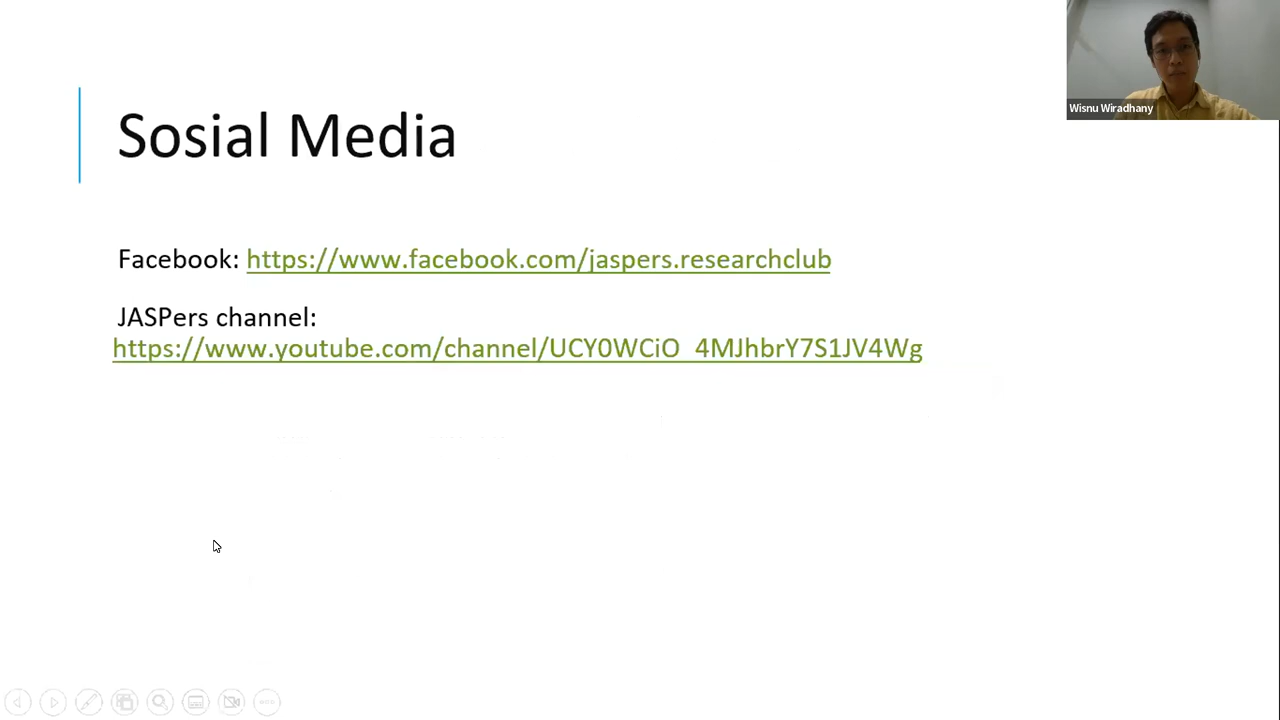 Sosial Media
Wisnu Wiradhany
Facebook: https://www.facebook.com/jaspers.researchclub
JASPers channel:
https://www.youtube.com/channel/UCY0WCiO_4MJhbrY7S1JV4Wg